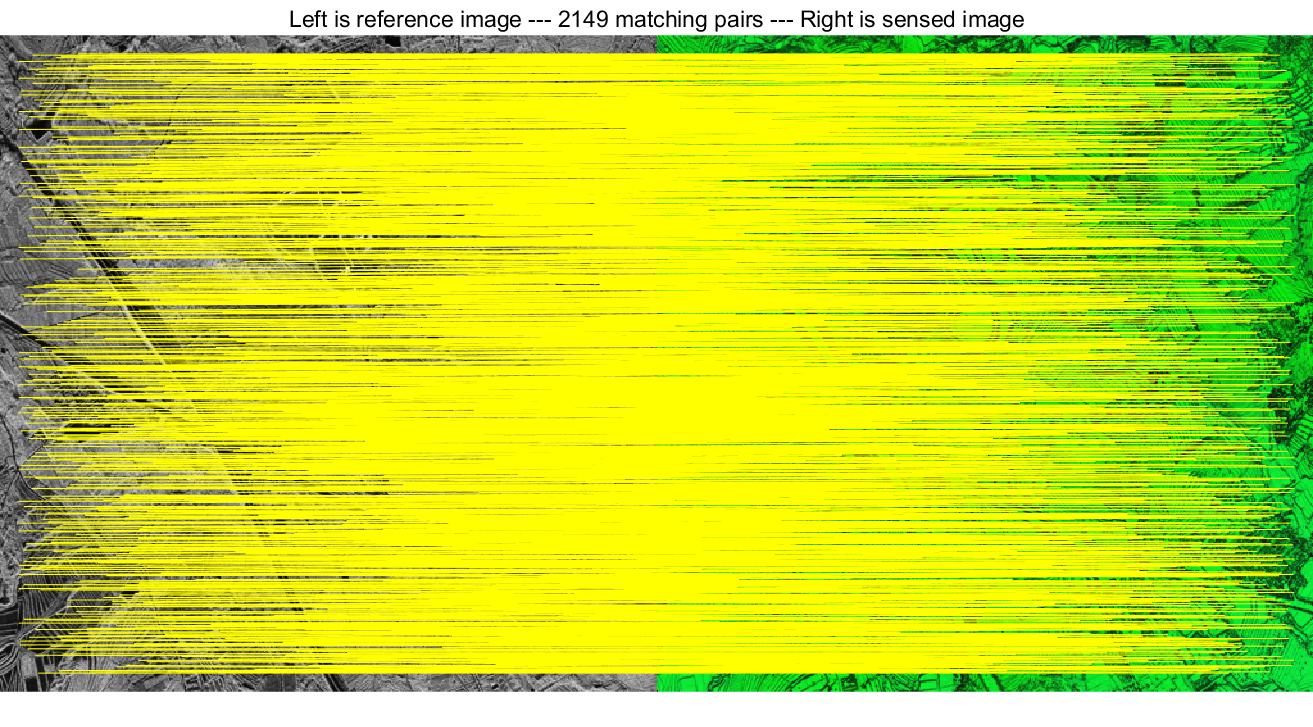 Left is reference image --- 2149 matching pairs --- Right is sensed image